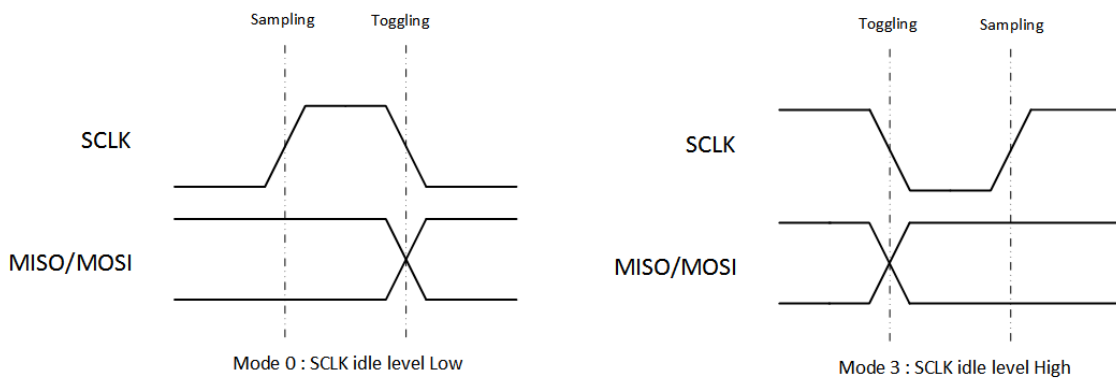 Sampling
Toggling
SCLK
MISO/MOSI
Mode 0 : SCLK idle level Low
Toggling
Sampling
SCLK
MISO/MOSI
Mode 3 : SCLK idle level High